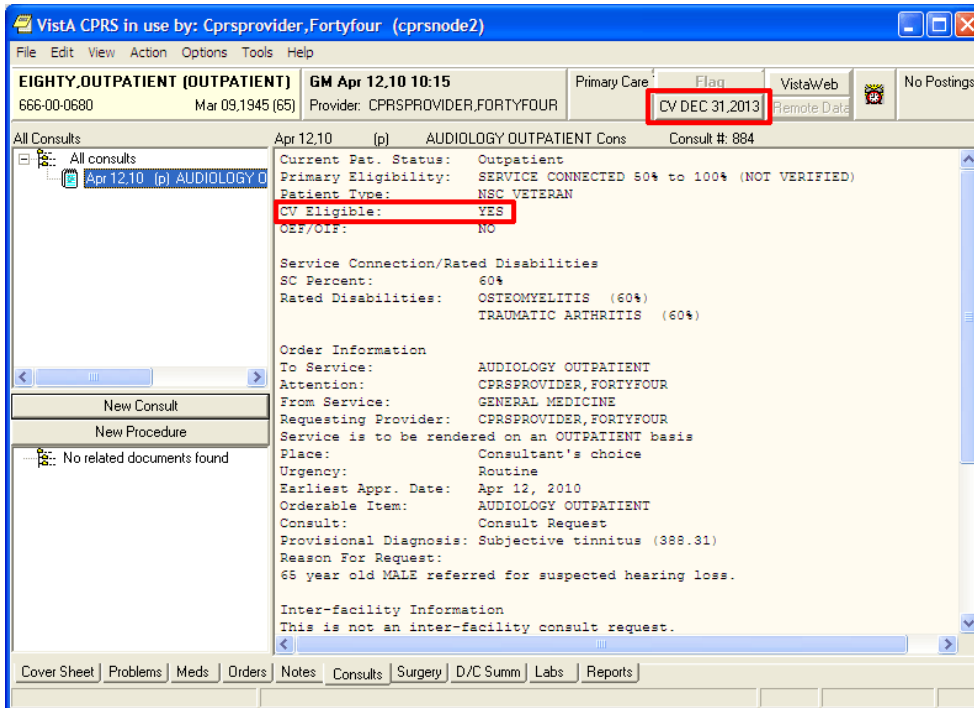 VistA CPRS in use by: Cprsprovider,Fortyfour (cprsnode2)
File Edit View Action Options Tools Help
EIGHTY,OUTPATIENT (OUTPATIENT) GM Apr 12,10 10:15 Primary Care Flag VistaWeb No Postings
666-00-0680 Mar 09,1945 (65) Provider: CPRSPROVIDER,FORTYFOUR CV DEC 31,2013 Remote Data
All Consults Apr 12,10 (p) AUDIOLOGY OUTPATIENT Cons Consult #: 884
All consults
Apr 12,10 (p) AUDIOLOGY O
New Consult
New Procedure
No related documents found
Current Pat. Status: Outpatient
Primary Eligibility: SERVICE CONNECTED 50% to 100% (NOT VERIFIED)
Patient Type: NSC VETERAN
CV Eligible: YES
OEF/OIF: NO
Service Connection/Rated Disabilities
SC Percent: 60%
Rated Disabilities: OSTEOMYELITIS (60%)
TRAUMATIC ARTHRITIS (60%)
Order Information
To Service: AUDIOLOGY OUTPATIENT
Attention: CPRSPROVIDER,FORTYFOUR
From Service: GENERAL MEDICINE
Requesting Provider: CPRSPROVIDER,FORTYFOUR
Service is to be rendered on an OUTPATIENT basis
Place: Consultant's choice
Urgency: Routine
Earliest Appr. Date: Apr 12, 2010
Orderable Item: AUDIOLOGY OUTPATIENT
Consult: Consult Request
Provisional Diagnosis: Subjective tinnitus (388.31)
Reason For Request:
65 year old MALE referred for suspected hearing loss.
Inter-facility Information
This is not an inter-facility consult request.
Cover Sheet Problems Meds Orders Notes Consults Surgery D/C Summ Labs Reports